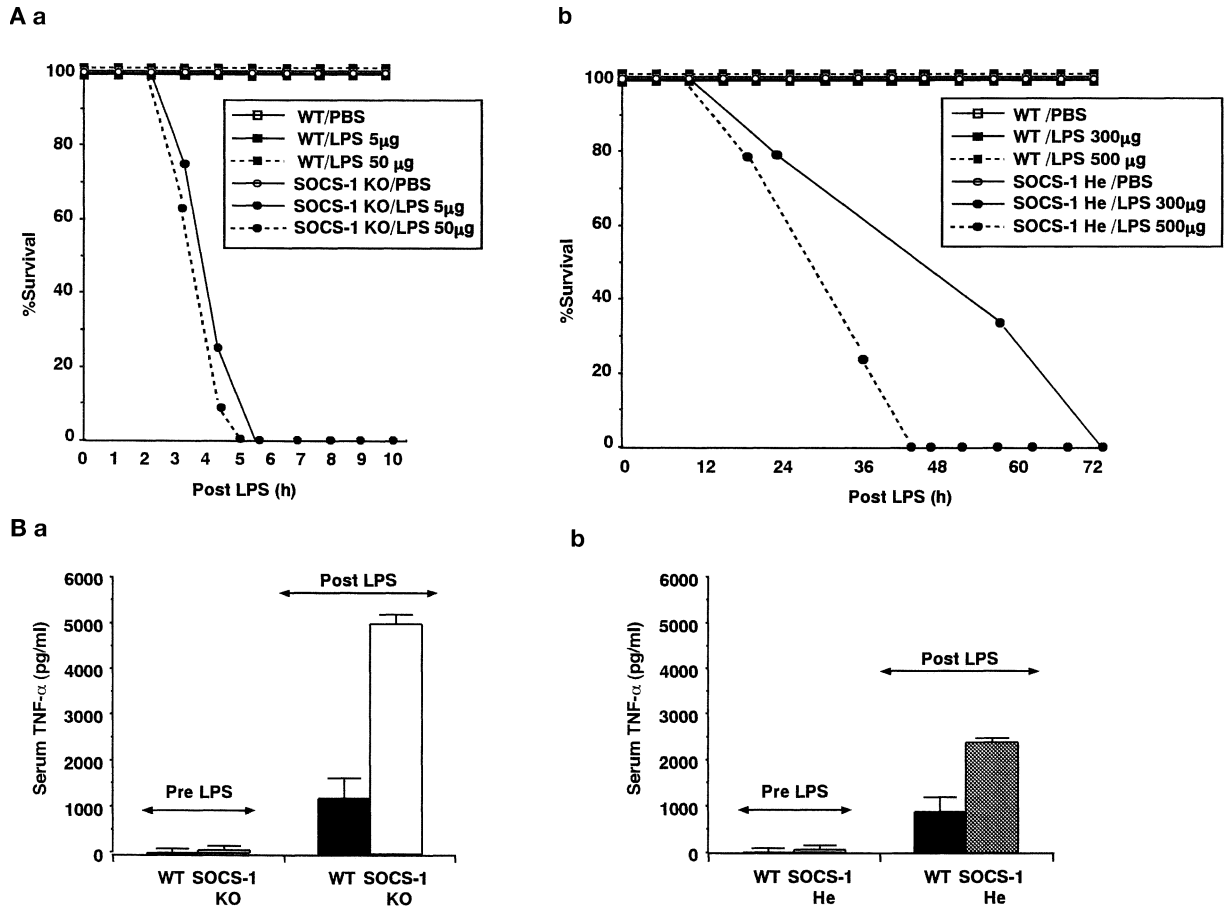 A a
100
80
60
40
20
0
%Survival
0 1 2 3 4 5 6 7 8 9 10
Post LPS (h)
WT/PBS
WT/LPS 5µg
WT/LPS 50 µg
SOCS-1 KO/PBS
SOCS-1 KO/LPS 5µg
SOCS-1 KO/LPS 50µg
b
100
80
60
40
20
0
%Survival
0 12 24 36 48 60 72
Post LPS (h)
WT /PBS
WT /LPS 300µg
WT /LPS 500 µg
SOCS-1 He /PBS
SOCS-1 He /LPS 300µg
SOCS-1 He /LPS 500µg
B a
6000
5000
4000
3000
2000
1000
0
Serum TNF-α (pg/ml)
Pre LPS
Post LPS
WT SOCS-1
KO
WT SOCS-1
KO
b
6000
5000
4000
3000
2000
1000
0
Serum TNF-α (pg/ml)
Pre LPS
Post LPS
WT SOCS-1
He
WT SOCS-1
He